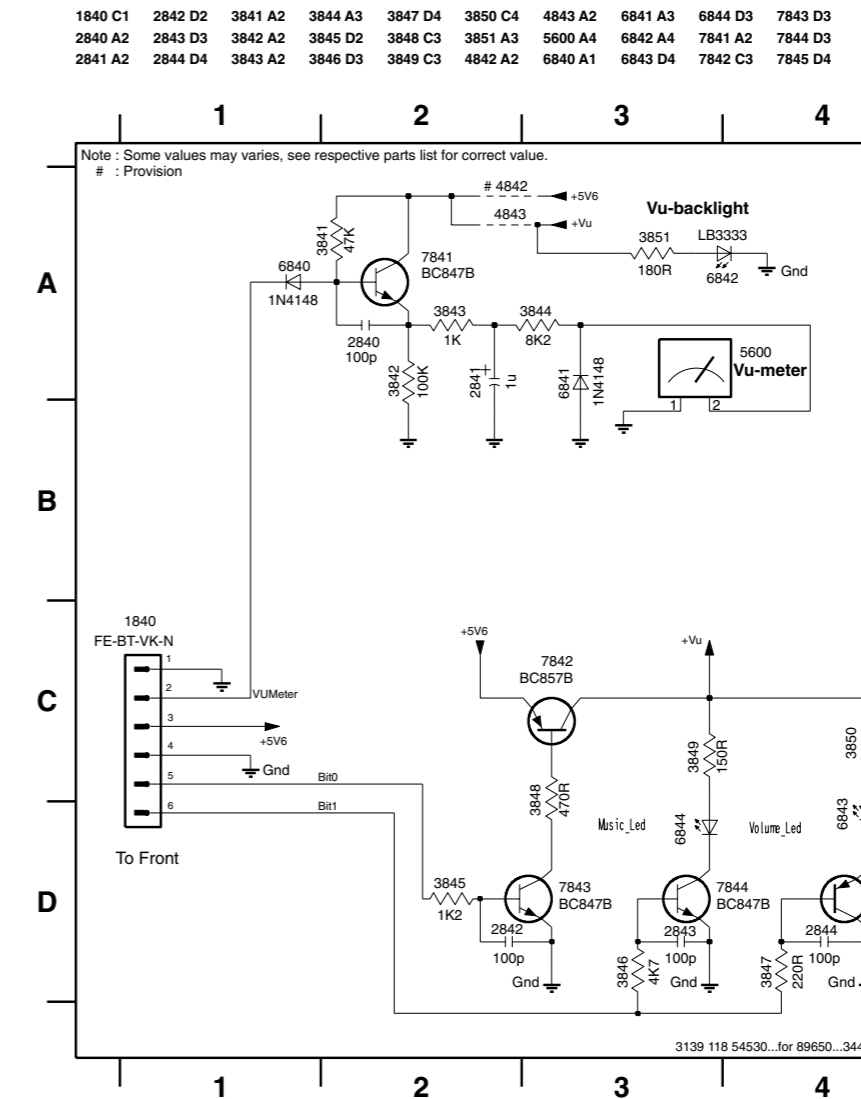 1840 C1 2842 D2 3841 A2 3844 A3 3847 D4 3850 C4 4843 A2 6841 A3 6844 D3 7843 D3
2840 A2 2843 D3 3842 A2 3845 D2 3848 C3 3851 A3 5600 A4 6842 A4 7841 A2 7844 D3
2841 A2 2844 D4 3843 A2 3846 D3 3849 C3 4842 A2 6840 A1 6843 D4 7842 C3 7845 D4
1 2 3 4
Note : Some values may varies, see respective parts list for correct value.
# : Provision
A
# 4842
+5V6
4843
+Vu
Vu-backlight
3841
47K
7841
BC847B
3851
180R
LB3333
6842
Gnd
6840
1N4148
2840
100p
3843
1K
3844
8K2
3842
100K
2841
+
1u
6841
1N4148
5600
Vu-meter
1 2
B
1840
FE-BT-VK-N
C
1
2
VUMeter
3
+5V6
4
Gnd
5
Bit0
6
Bit1
To Front
+5V6
7842
BC857B
+Vu
3849
150R
3850
3848
470R
Music_Led
6844
Volume_Led
6843
D
3845
1K2
7843
BC847B
7844
BC847B
2842
100p
Gnd
2843
100p
3846
4K7
Gnd
2844
100p
3847
220R
Gnd
3139 118 54530...for 89650...344
1 2 3 4